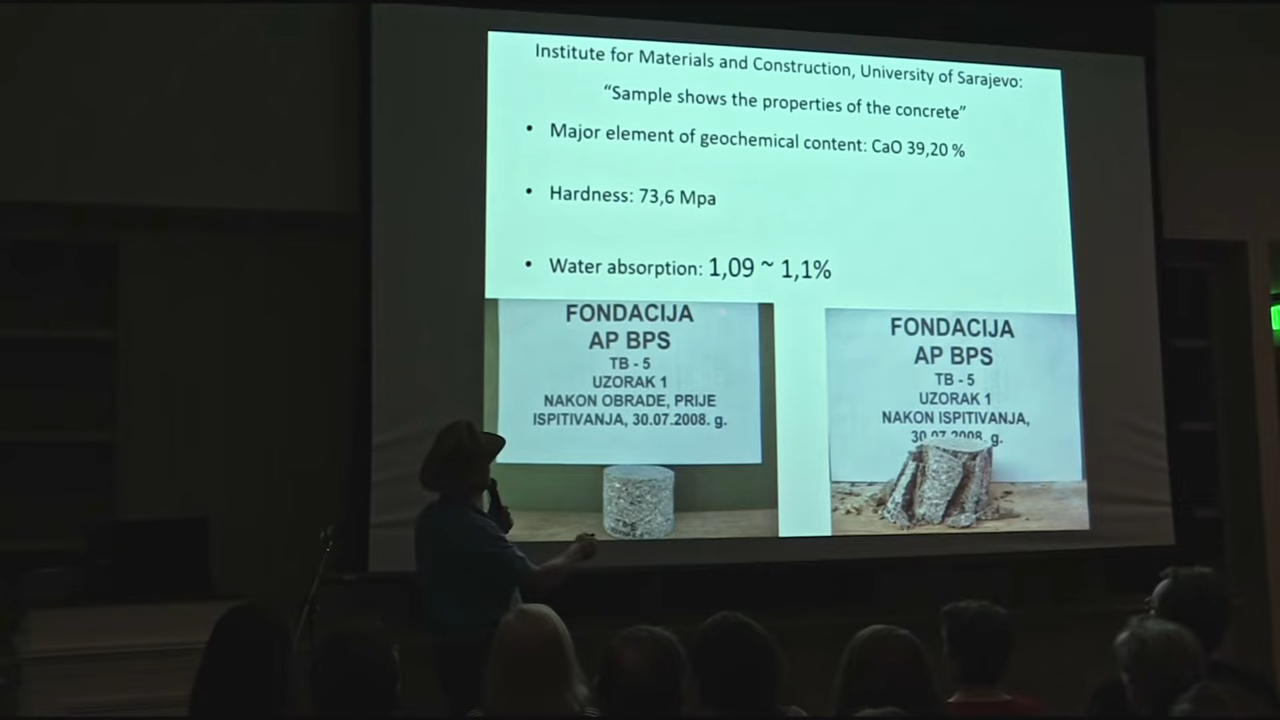 Institute for Materials and Construction, University of Sarajevo:
“Sample shows the properties of the concrete”
• Major element of geochemical content: CaO 39,20 %
• Hardness: 73,6 Mpa
• Water absorption: 1,09 ~ 1,1%
FONDACIJA
AP BPS
TB - 5
UZORAK 1
NAKON OBRADE, PRIJE
ISPITIVANJA, 30.07.2008. g.
FONDACIJA
AP BPS
TB - 5
UZORAK 1
NAKON ISPITIVANJA,
30.07.2008. g.